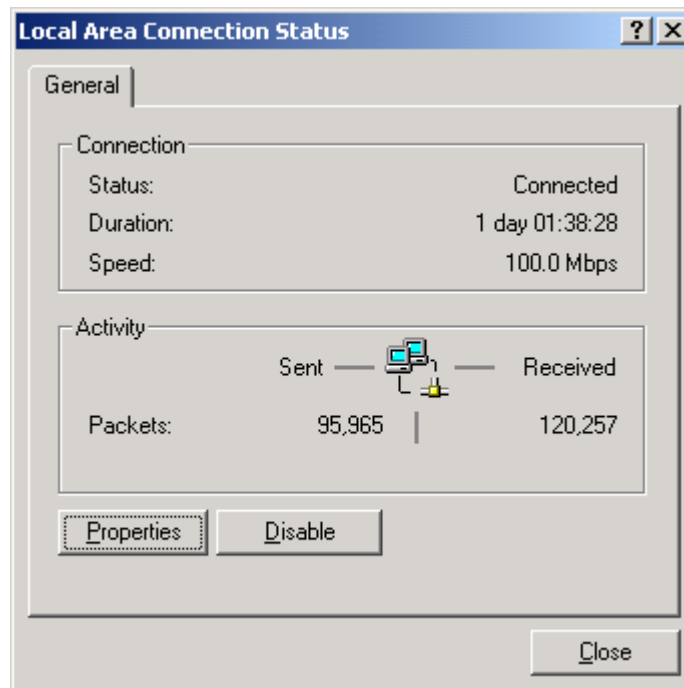 Local Area Connection Status
General
Connection
Status: Connected
Duration: 1 day 01:38:28
Speed: 100.0 Mbps
Activity
Sent Received
Packets: 95,965 120,257
Properties Disable
Close